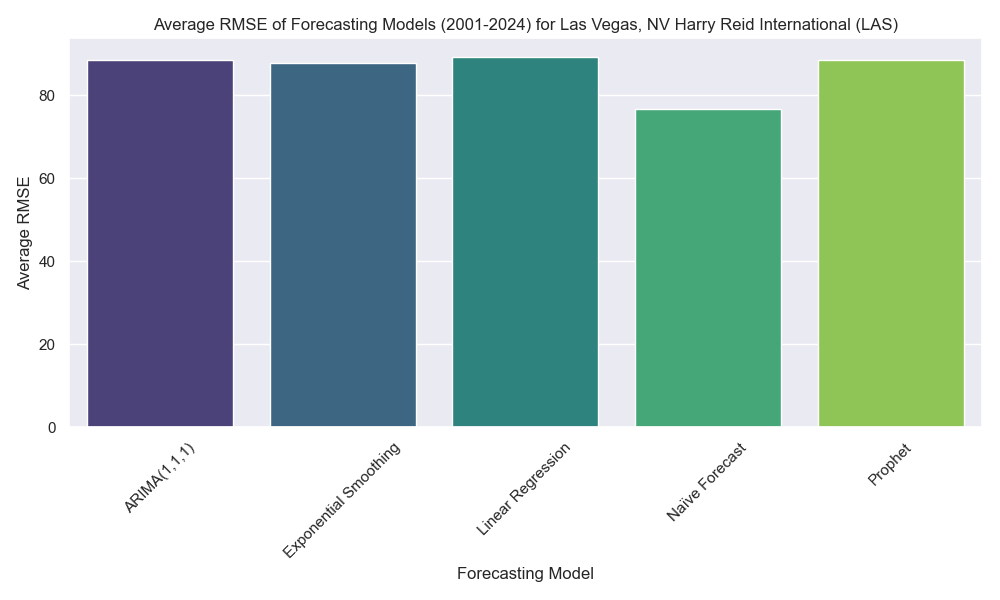 Average RMSE of Forecasting Models (2001-2024) for Las Vegas, NV Harry Reid International (LAS)
Average RMSE
80
60
40
20
0
ARIMA(1,1,1)
Exponential Smoothing
Linear Regression
Naïve Forecast
Prophet
Forecasting Model